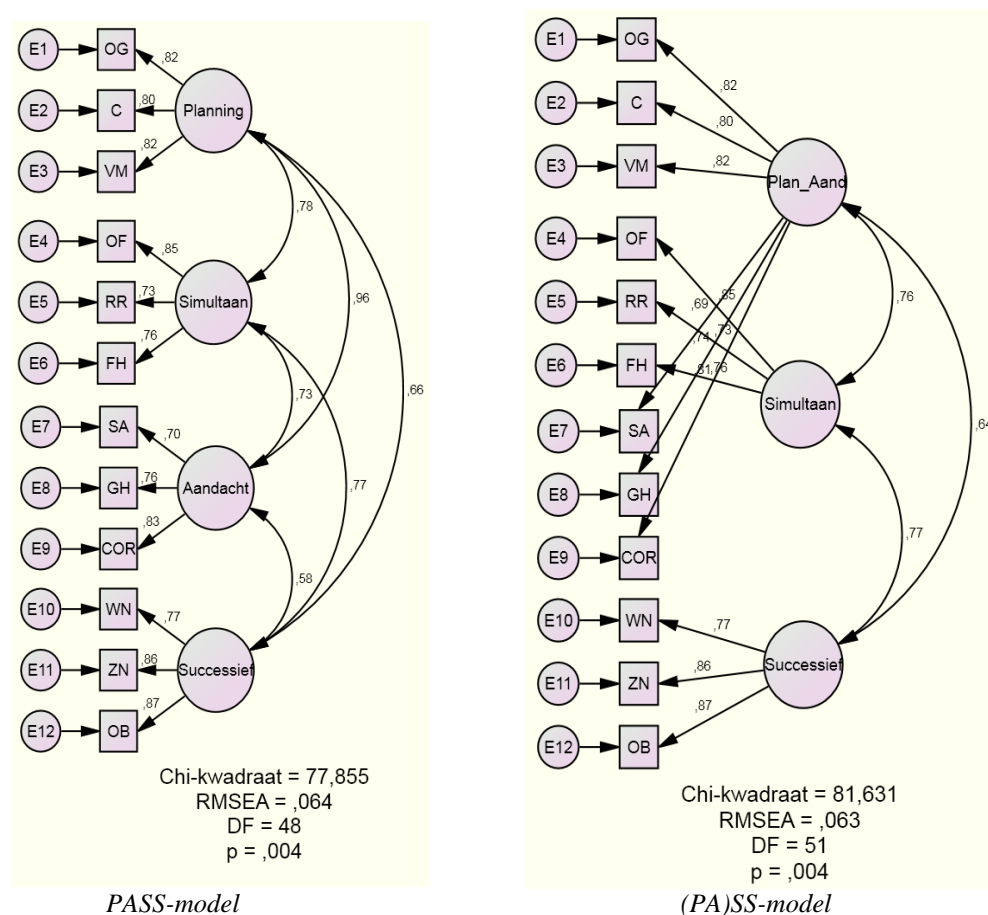 E1
OG
,82
E2
C
,80
Planning
E3
VM
,82
,78
E4
OF
,85
E5
RR
,73
Simultaan
,96
E6
FH
,76
,66
,73
E7
SA
,70
E8
GH
,76
Aandacht
,77
E9
COR
,83
,58
E10
WN
,77
E11
ZN
,86
Successief
E12
OB
,87
Chi-kwadraat = 77,855
RMSEA = ,064
DF = 48
p = ,004
PASS-model
E1
OG
,82
E2
C
,80
E3
VM
,82
Plan_Aand
E4
OF
E5
RR
,69
,85
,76
,74
,73
E6
FH
,81
,76
Simultaan
E7
SA
,64
E8
GH
,77
E9
COR
E10
WN
,77
E11
ZN
,86
Successief
E12
OB
,87
Chi-kwadraat = 81,631
RMSEA = ,063
DF = 51
p = ,004
(PA)SS-model